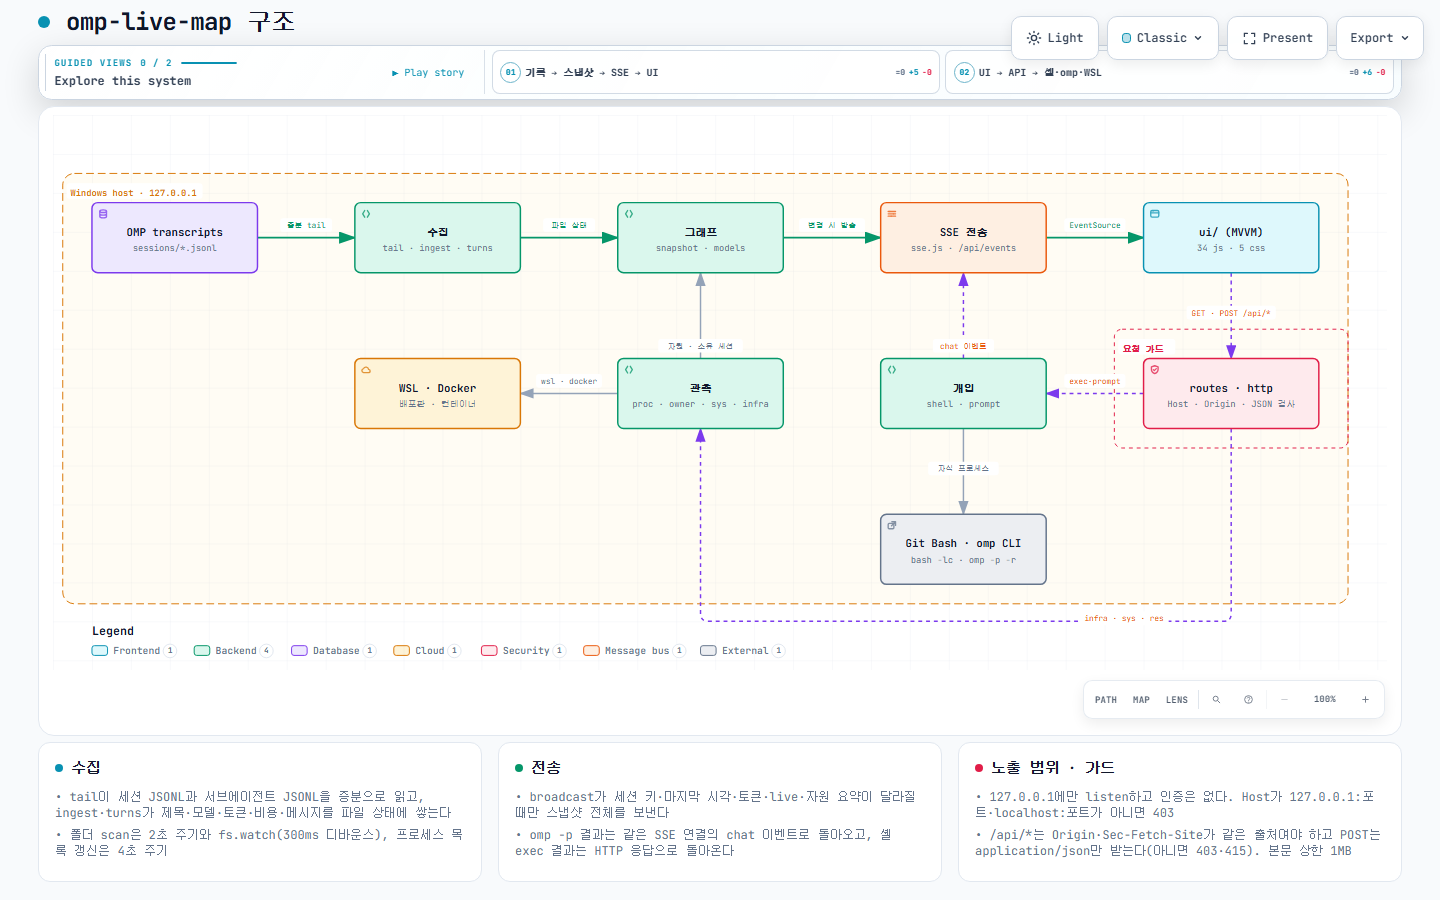 omp-live-map 구조
Light
Classic
Present
Export
GUIDED VIEWS 0 / 2
Explore this system
▶ Play story
01 기록 → 스냅샷 → SSE → UI
=0 +5 -0
02 UI → API → 셸·omp·WSL
=0 +6 -0
Windows host · 127.0.0.1
OMP transcripts
sessions/*.jsonl
증분 tail
수집
tail · ingest · turns
파일 상태
그래프
snapshot · models
변경 시 발송
SSE 전송
sse.js · /api/events
EventSource
ui/ (MVVM)
34 js · 5 css
GET · POST /api/*
자원 · 소유 세션
chat 이벤트
요청 가드
WSL · Docker
배포판 · 컨테이너
wsl · docker
관측
proc · owner · sys · infra
개입
shell · prompt
exec·prompt
routes · http
Host · Origin · JSON 검사
자식 프로세스
Git Bash · omp CLI
bash -lc · omp -p -r
infra · sys · res
Legend
Frontend 1
Backend 4
Database 1
Cloud 1
Security 1
Message bus 1
External 1
PATH
MAP
LENS
100%
수집
• tail이 세션 JSONL과 서브에이전트 JSONL을 증분으로 읽고,
ingest·turns가 제목·모델·토큰·비용·메시지를 파일 상태에 쌓는다
• 폴더 scan은 2초 주기와 fs.watch(300ms 디바운스), 프로세스 목
록 갱신은 4초 주기
전송
• broadcast가 세션 키·마지막 시각·토큰·live·자원 요약이 달라질
때만 스냅샷 전체를 보낸다
• omp -p 결과는 같은 SSE 연결의 chat 이벤트로 돌아오고, 셸
exec 결과는 HTTP 응답으로 돌아온다
노출 범위 · 가드
• 127.0.0.1에만 listen하고 인증은 없다. Host가 127.0.0.1:포
트·localhost:포트가 아니면 403
• /api/*는 Origin·Sec-Fetch-Site가 같은 출처여야 하고 POST는
application/json만 받는다(아니면 403·415). 본문 상한 1MB